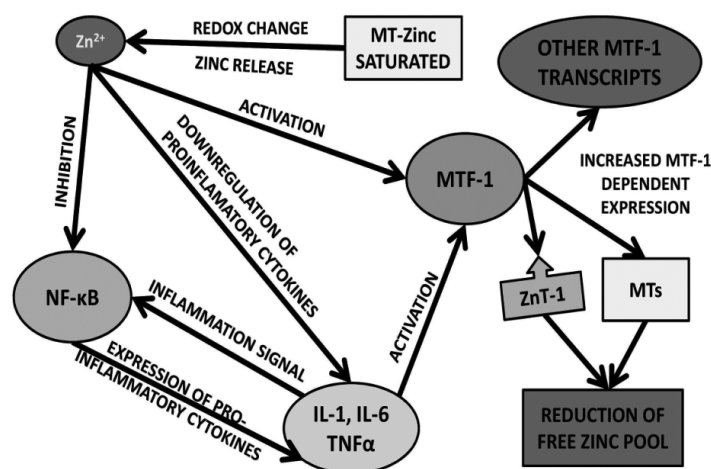 Zn²⁺
REDOX CHANGE
ZINC RELEASE
MT-Zinc
SATURATED
OTHER MTF-1
TRANSCRIPTS
ACTIVATION
INHIBITION
DOWNREGULATION OF
PROINFLAMATORY CYTOKINES
MTF-1
INCREASED MTF-1
DEPENDENT
EXPRESSION
NF-κB
INFLAMMATION SIGNAL
ACTIVATION
ZnT-1
MTs
EXPRESSION OF PRO-
INFLAMMATORY CYTOKINES
IL-1, IL-6
TNFα
REDUCTION OF
FREE ZINC POOL